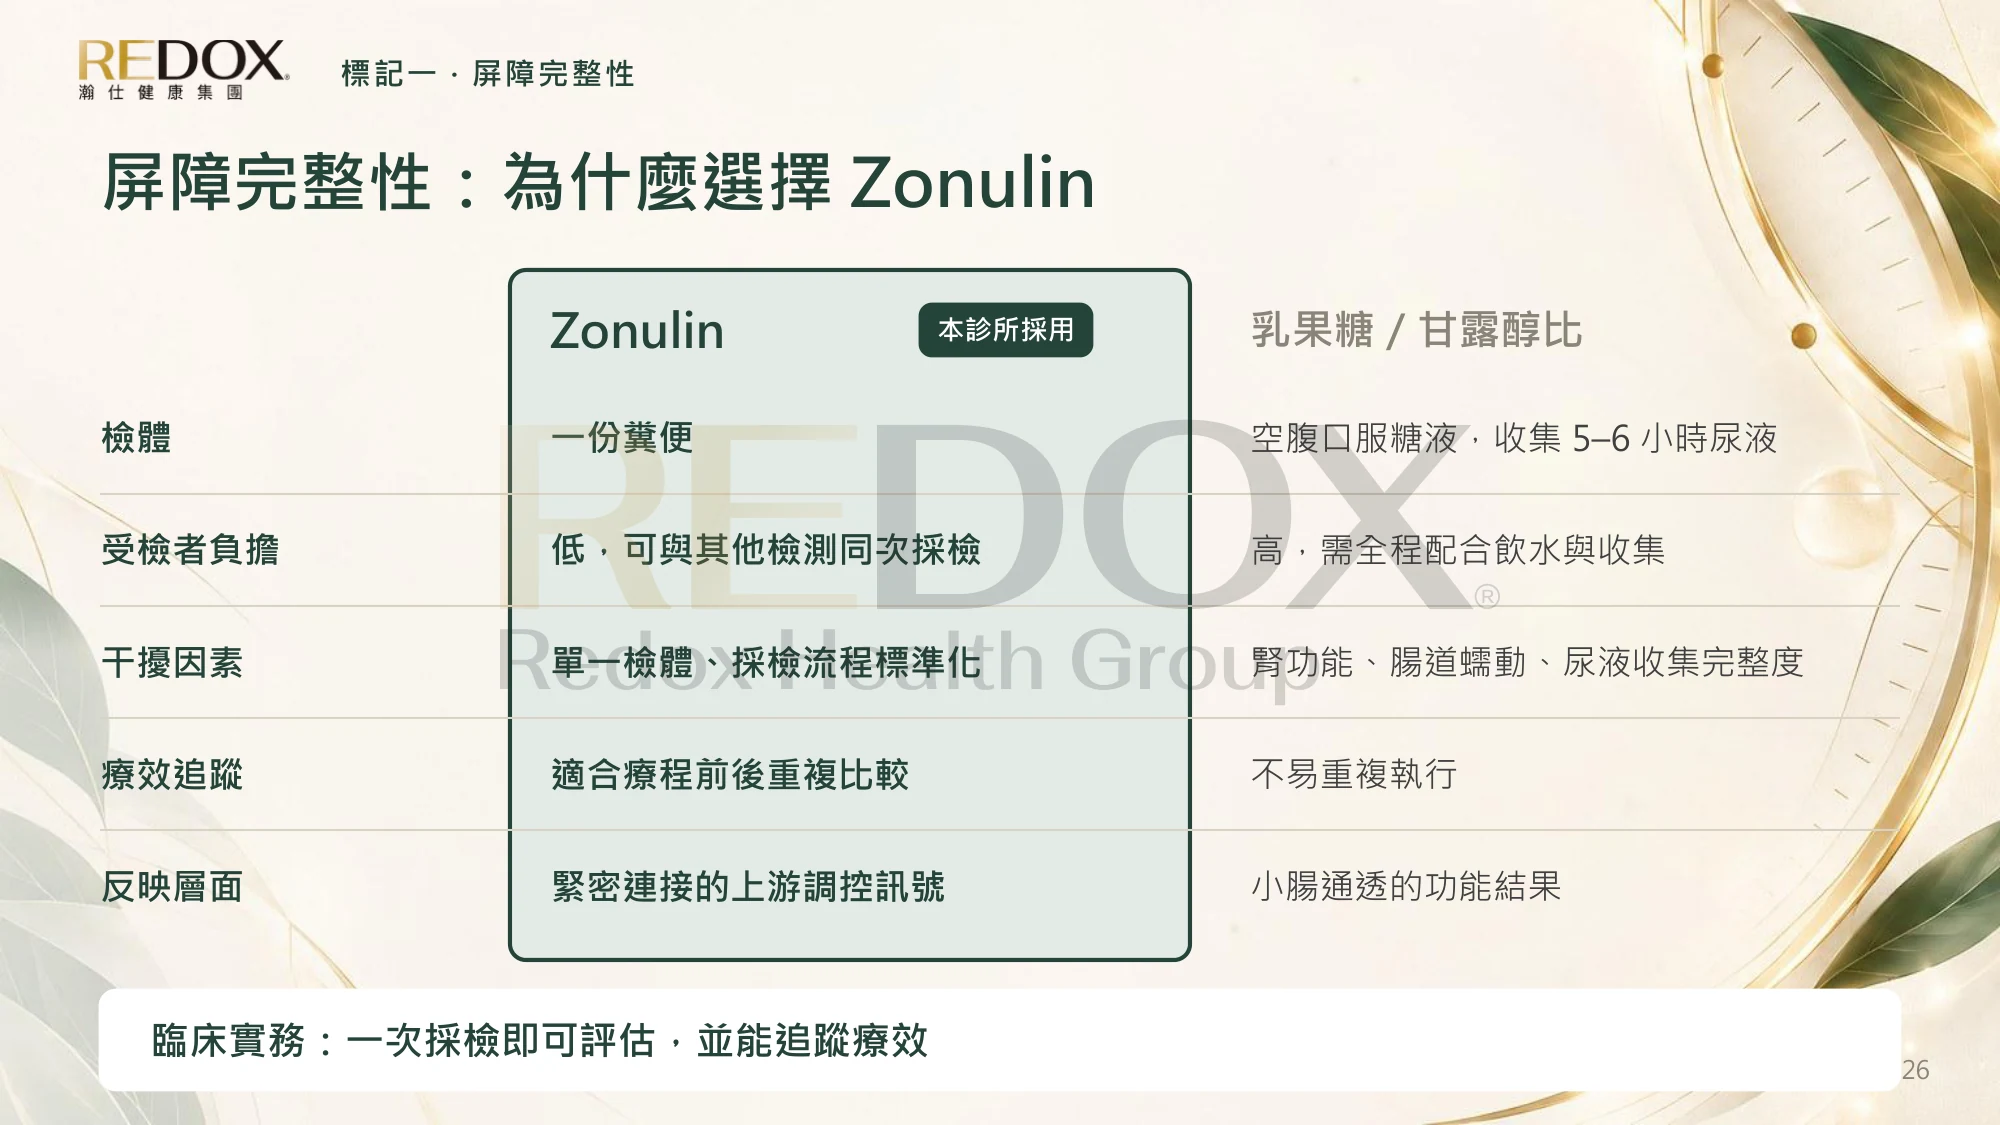 REDOX®
瀚仕健康集團
標記一・屏障完整性
屏障完整性：為什麼選擇 Zonulin
Zonulin 本診所採用 乳果糖 / 甘露醇比
檢體 一份糞便 空腹口服糖液，收集 5–6 小時尿液
受檢者負擔 低，可與其他檢測同次採檢 高，需全程配合飲水與收集
干擾因素 單一檢體、採檢流程標準化 腎功能、腸道蠕動、尿液收集完整度
療效追蹤 適合療程前後重複比較 不易重複執行
反映層面 緊密連接的上游調控訊號 小腸通透的功能結果
REDOX®
Redox Health Group
臨床實務：一次採檢即可評估，並能追蹤療效
26